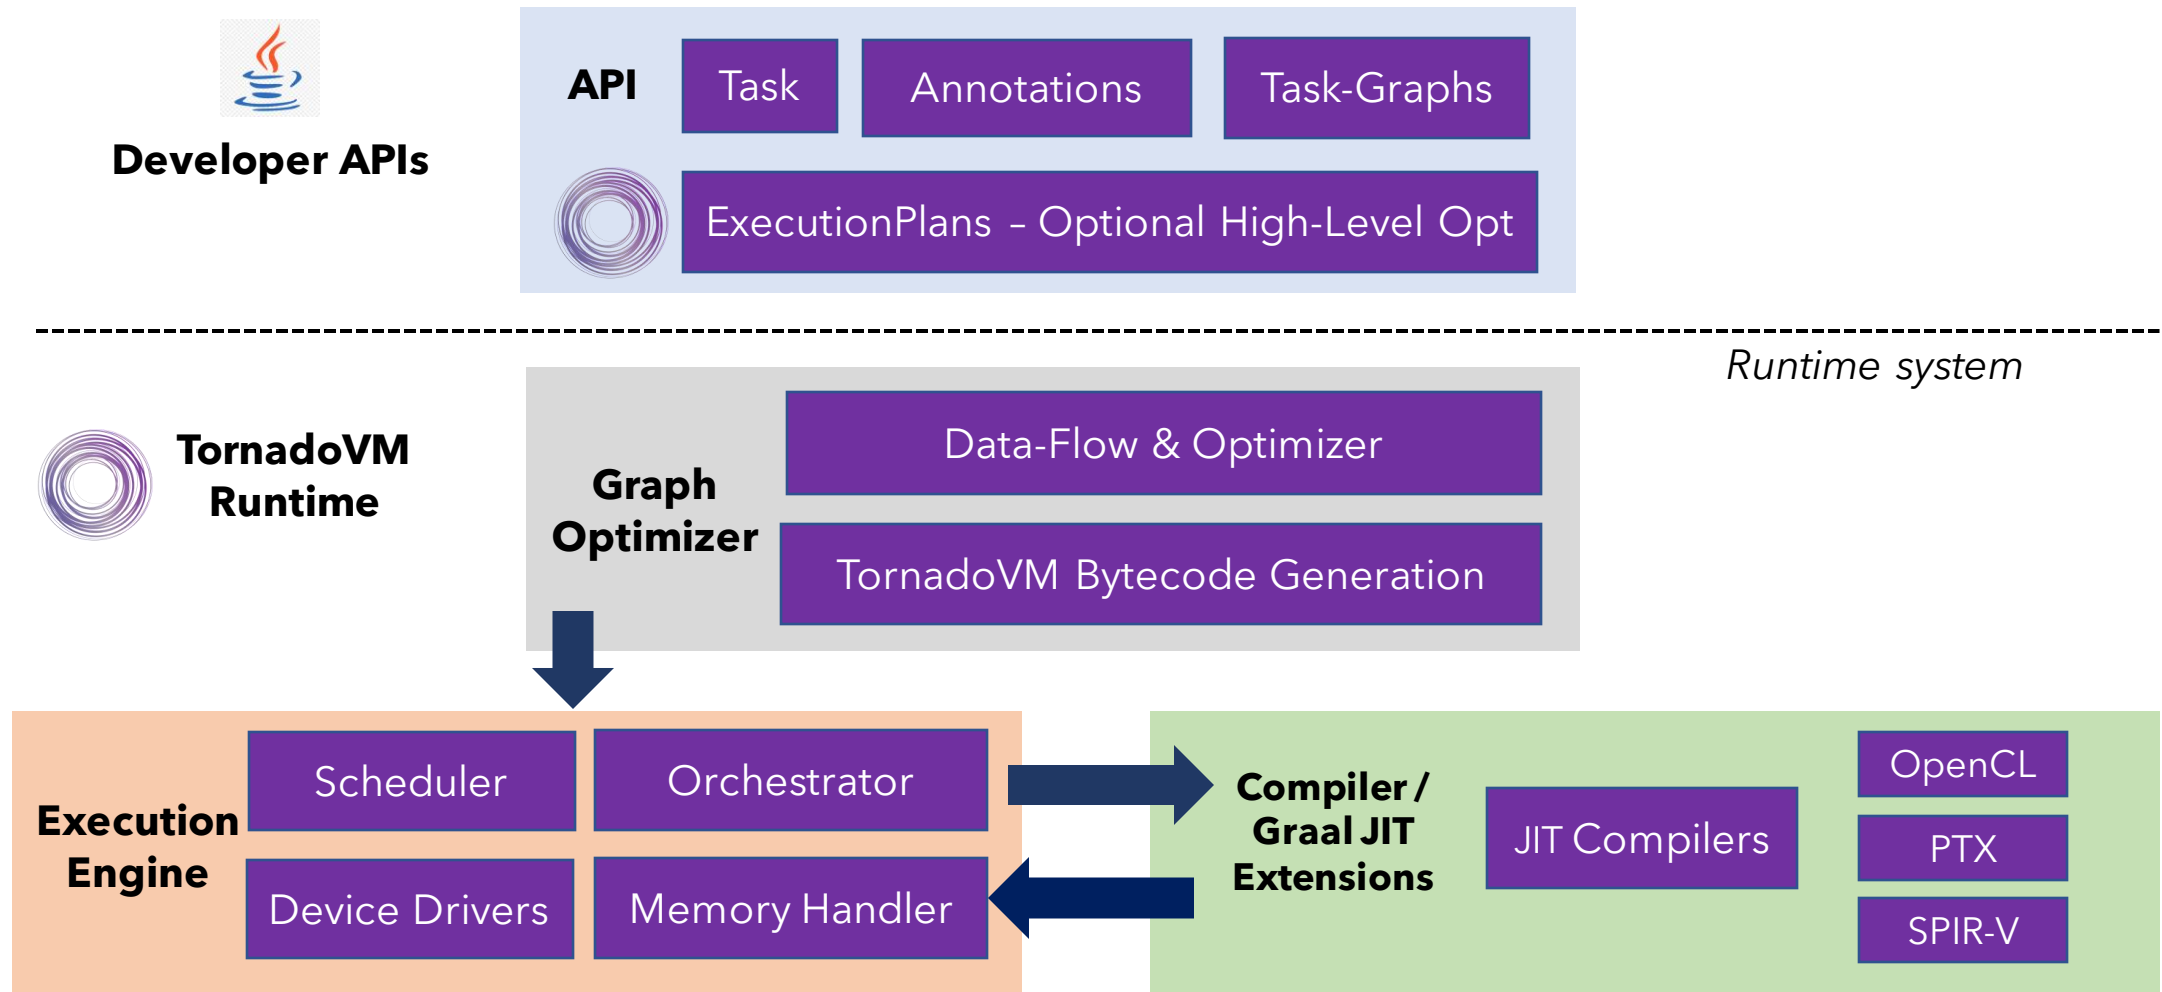 Developer APIs
API
Task
Annotations
Task-Graphs
ExecutionPlans – Optional High-Level Opt
Runtime system
TornadoVM
Runtime
Graph
Optimizer
Data-Flow & Optimizer
TornadoVM Bytecode Generation
Execution
Engine
Scheduler
Orchestrator
Device Drivers
Memory Handler
Compiler /
Graal JIT
Extensions
JIT Compilers
OpenCL
PTX
SPIR-V